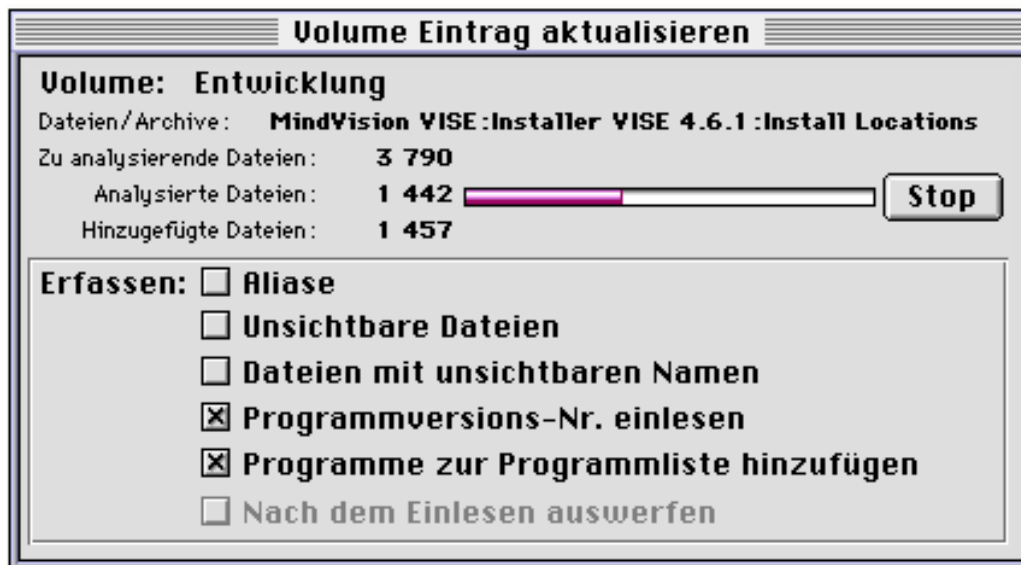 Volume Eintrag aktualisieren
Volume: Entwicklung
Dateien/Archive: MindVision VISE:Installer VISE 4.6.1:Install Locations
Zu analysierende Dateien: 3 790
Analysierte Dateien: 1 442 Stop
Hinzugefügte Dateien: 1 457
Erfassen: Aliase
Unsichtbare Dateien
Dateien mit unsichtbaren Namen
Programmversions-Nr. einlesen
Programme zur Programmliste hinzufügen
Nach dem Einlesen auswerfen